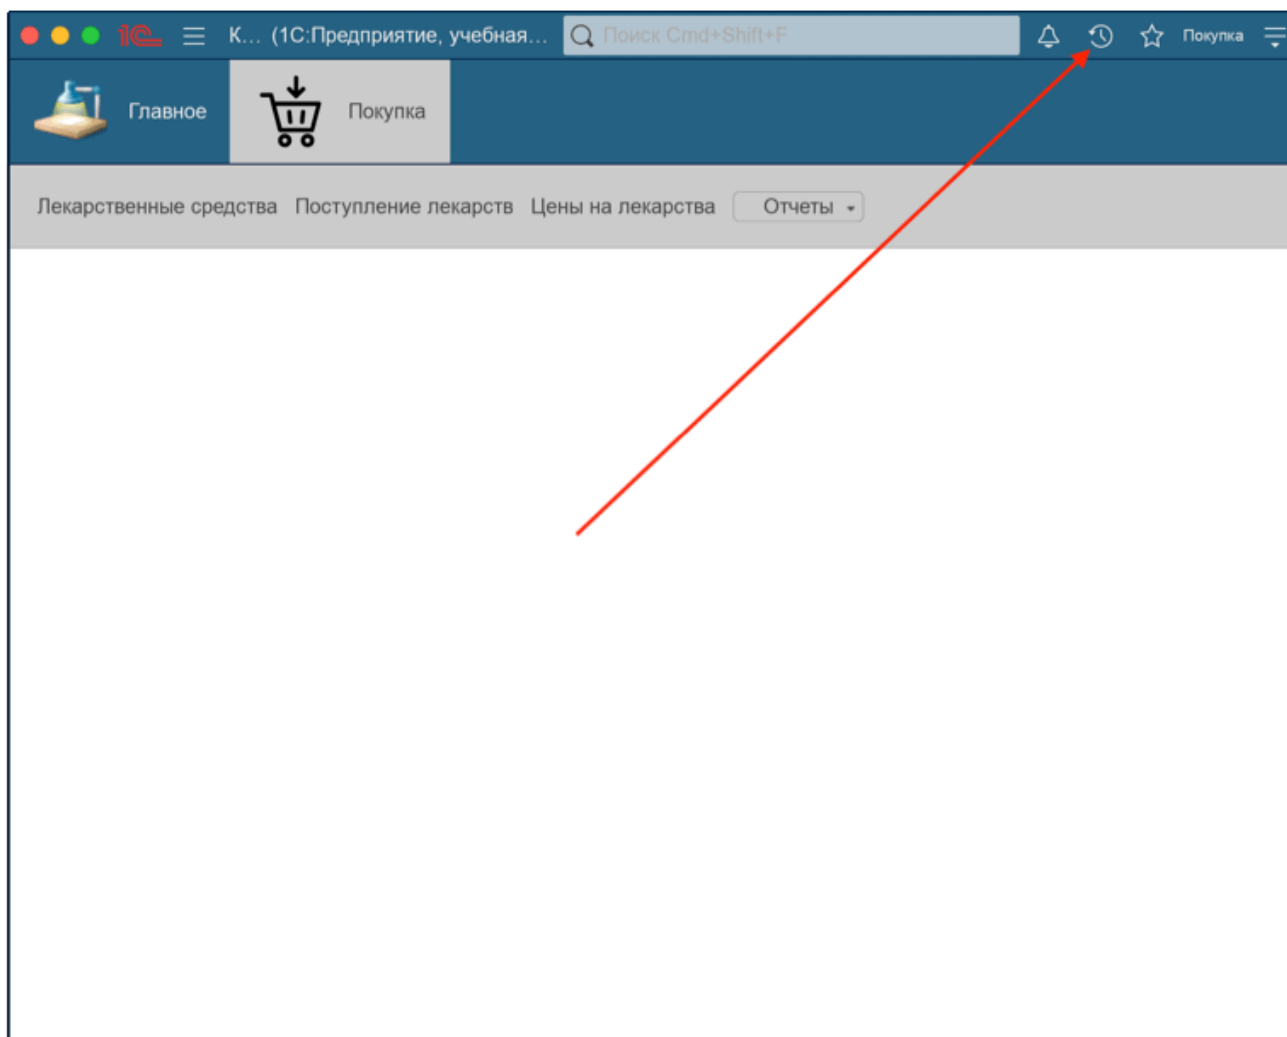 1С К... (1С:Предприятие, учебная... Поиск Cmd+Shift+F Покупка
Главное Покупка
Лекарственные средства Поступление лекарств Цены на лекарства Отчеты